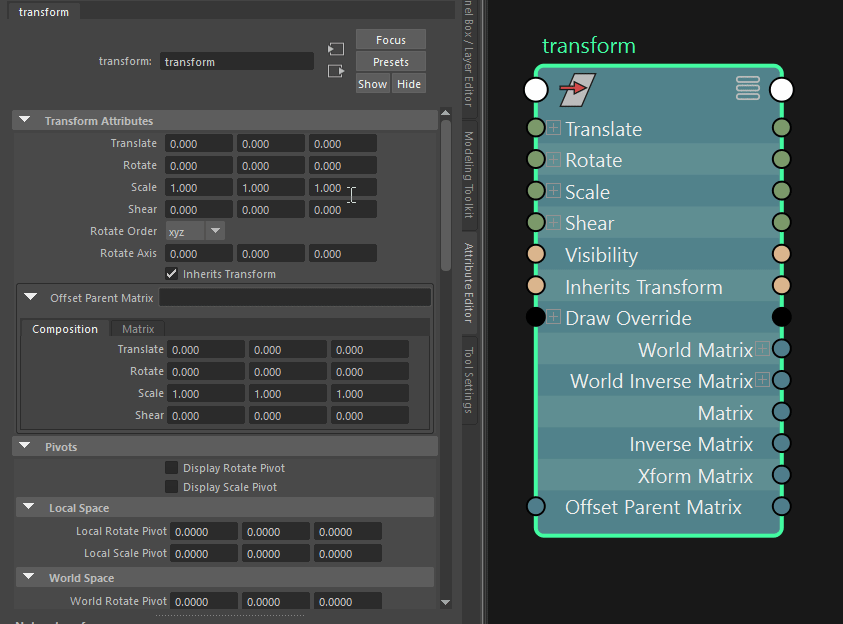 transform
transform:
transform
Focus
Presets
Show
Hide
Transform Attributes
Translate 0.000 0.000 0.000
Rotate 0.000 0.000 0.000
Scale 1.000 1.000 1.000
Shear 0.000 0.000 0.000
Rotate Order xyz
Rotate Axis 0.000 0.000 0.000
Inherits Transform
Offset Parent Matrix
Composition Matrix
Translate 0.000 0.000 0.000
Rotate 0.000 0.000 0.000
Scale 1.000 1.000 1.000
Shear 0.000 0.000 0.000
Pivots
Display Rotate Pivot
Display Scale Pivot
Local Space
Local Rotate Pivot 0.0000 0.0000 0.0000
Local Scale Pivot 0.0000 0.0000 0.0000
World Space
World Rotate Pivot 0.0000 0.0000 0.0000
Box / Layer Editor
Modeling Toolkit
Attribute Editor
Tool Settings
transform
Translate
Rotate
Scale
Shear
Visibility
Inherits Transform
Draw Override
World Matrix
World Inverse Matrix
Matrix
Inverse Matrix
Xform Matrix
Offset Parent Matrix